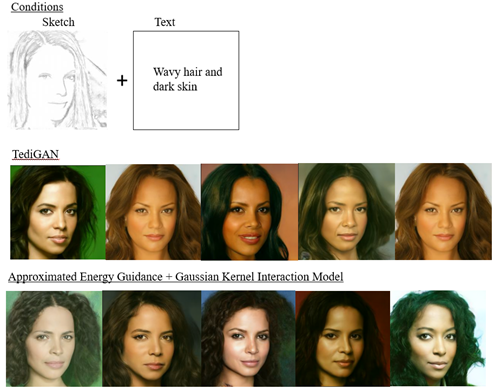 Conditions
Sketch Text
+
Wavy hair and
dark skin
TediGAN
Approximated Energy Guidance + Gaussian Kernel Interaction Model